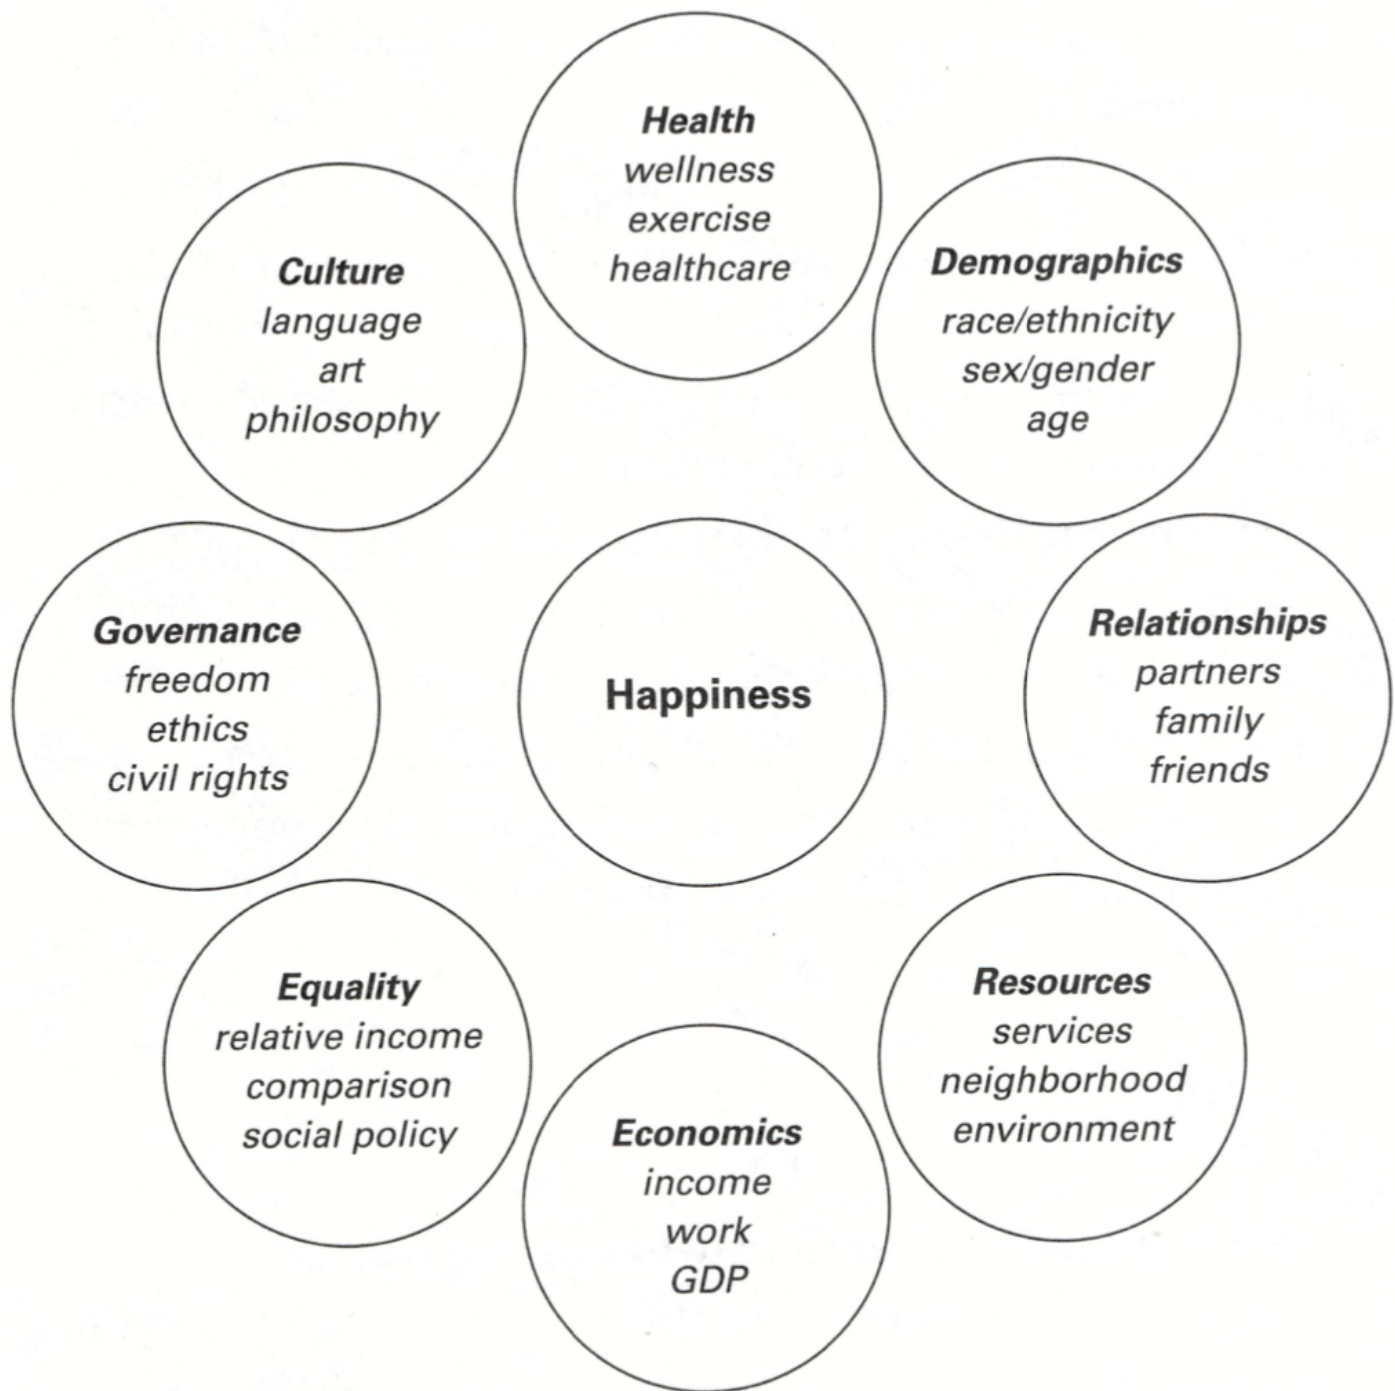 Health
wellness
exercise
healthcare
Demographics
race/ethnicity
sex/gender
age
Relationships
partners
family
friends
Resources
services
neighborhood
environment
Economics
income
work
GDP
Equality
relative income
comparison
social policy
Governance
freedom
ethics
civil rights
Culture
language
art
philosophy
Happiness